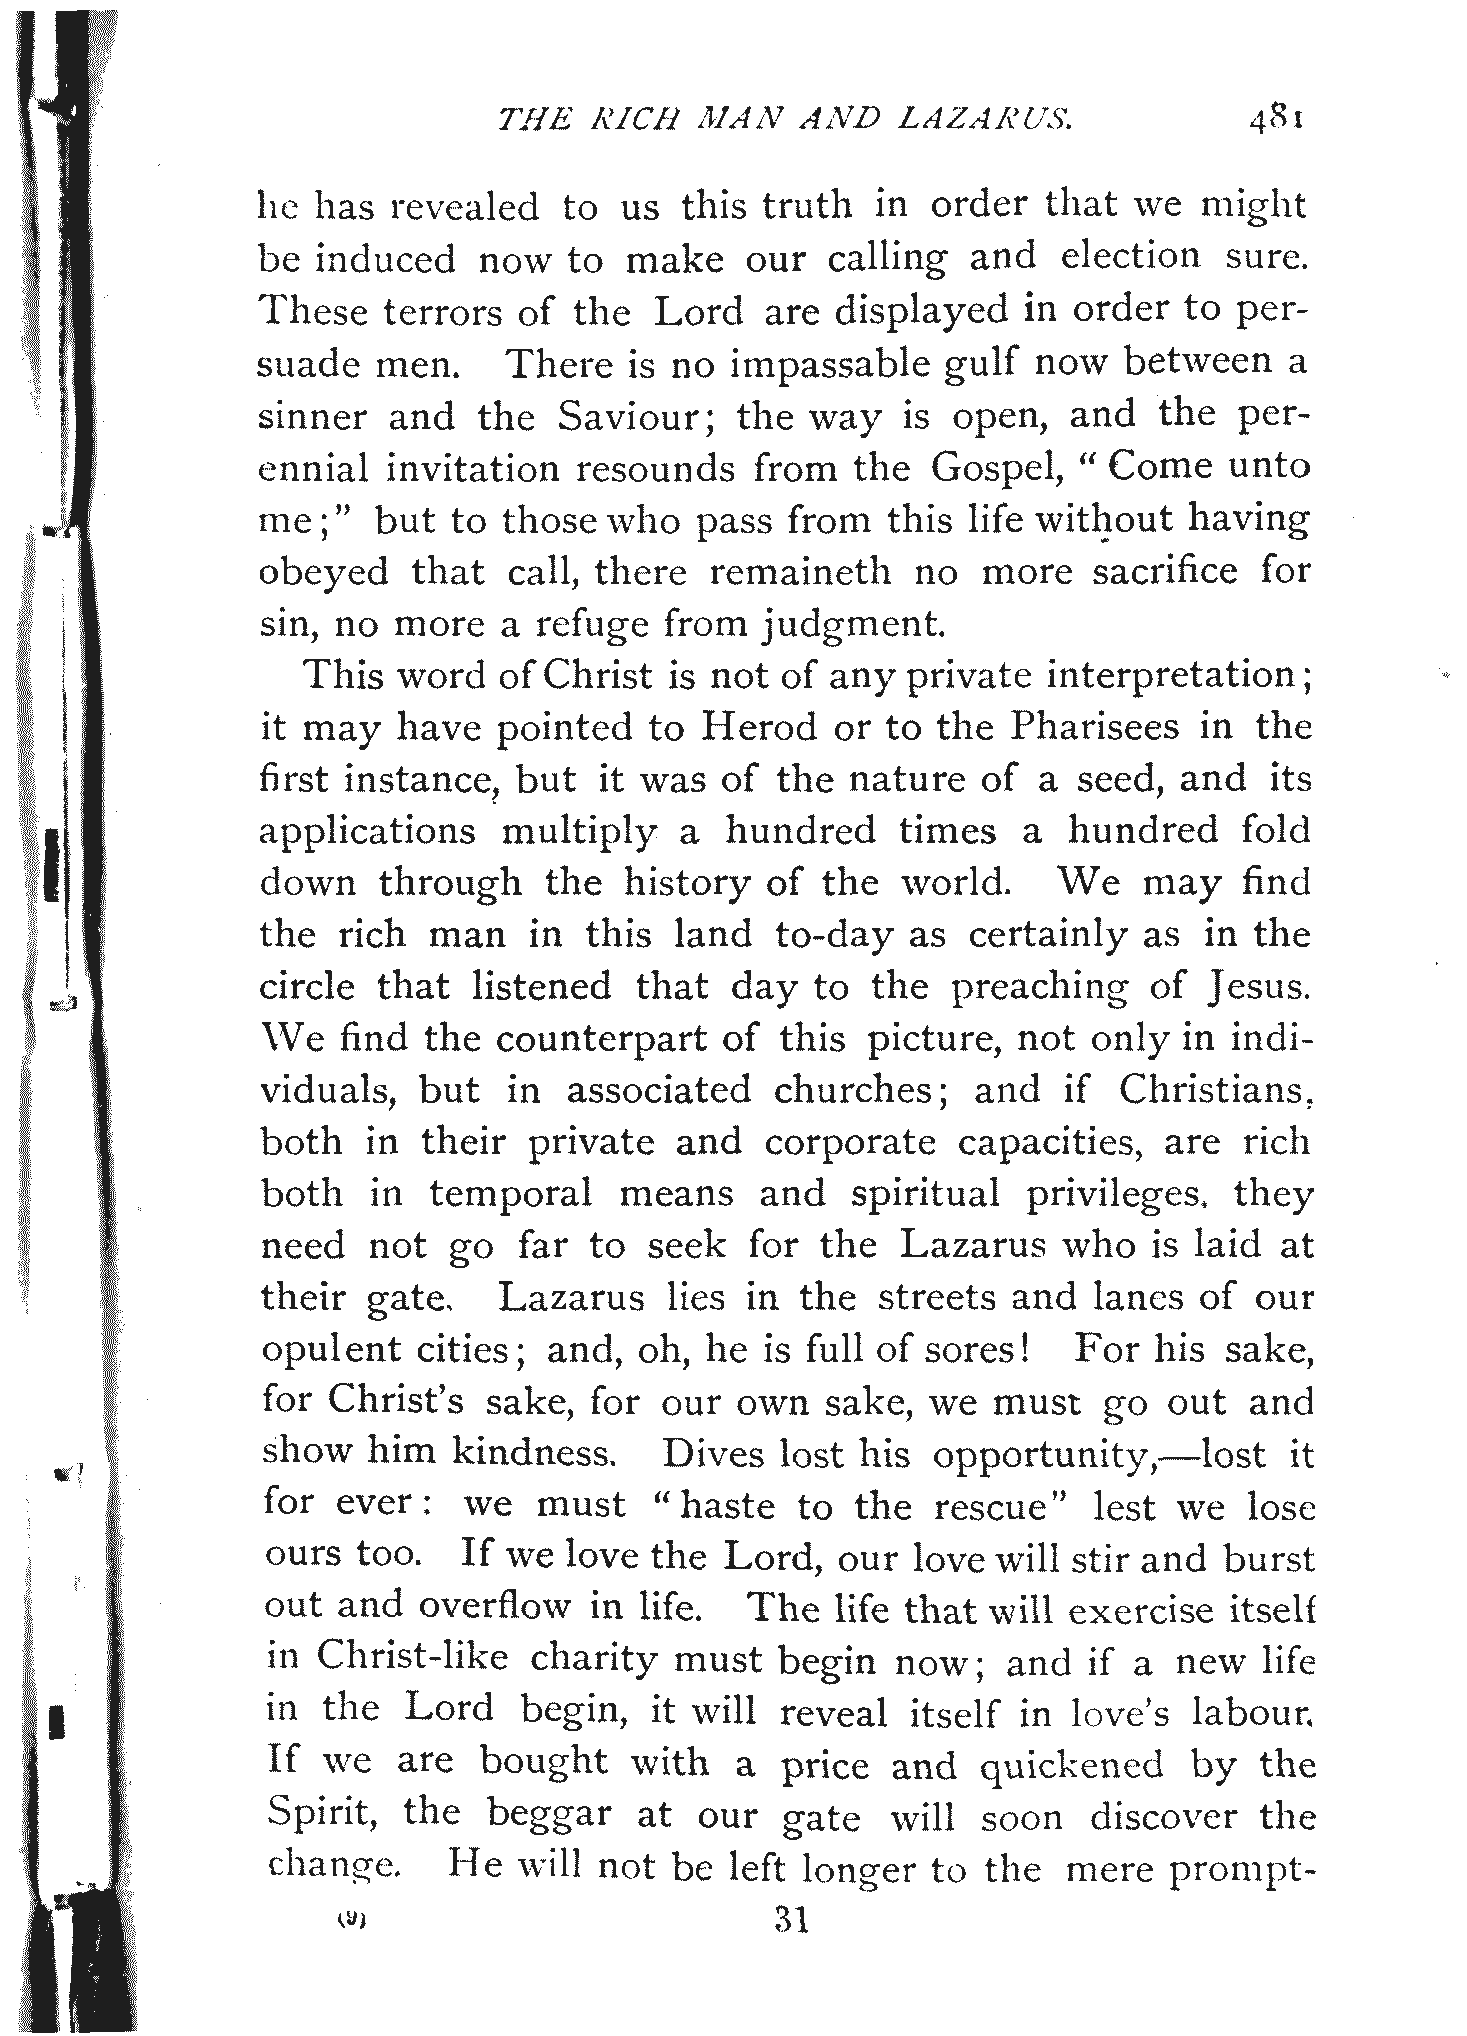 THE RICH MAN AND LAZARUS. 481
he has revealed to us this truth in order that we might
be induced now to make our calling and election sure.
These terrors of the Lord are displayed in order to per-
suade men. There is no impassable gulf now between a
sinner and the Saviour; the way is open, and the per-
ennial invitation resounds from the Gospel, “Come unto
me;” but to those who pass from this life without having
obeyed that call, there remaineth no more sacrifice for
sin, no more a refuge from judgment.
This word of Christ is not of any private interpretation;
it may have pointed to Herod or to the Pharisees in the
first instance, but it was of the nature of a seed, and its
applications multiply a hundred times a hundred fold
down through the history of the world. We may find
the rich man in this land to-day as certainly as in the
circle that listened that day to the preaching of Jesus.
We find the counterpart of this picture, not only in indi-
viduals, but in associated churches; and if Christians,
both in their private and corporate capacities, are rich
both in temporal means and spiritual privileges, they
need not go far to seek for the Lazarus who is laid at
their gate. Lazarus lies in the streets and lanes of our
opulent cities; and, oh, he is full of sores! For his sake,
for Christ's sake, for our own sake, we must go out and
show him kindness. Dives lost his opportunity,—lost it
for ever: we must “haste to the rescue” lest we lose
ours too. If we love the Lord, our love will stir and burst
out and overflow in life. The life that will exercise itself
in Christ-like charity must begin now; and if a new life
in the Lord begin, it will reveal itself in love's labour.
If we are bought with a price and quickened by the
Spirit, the beggar at our gate will soon discover the
change. He will not be left longer to the mere prompt-
(9) 31